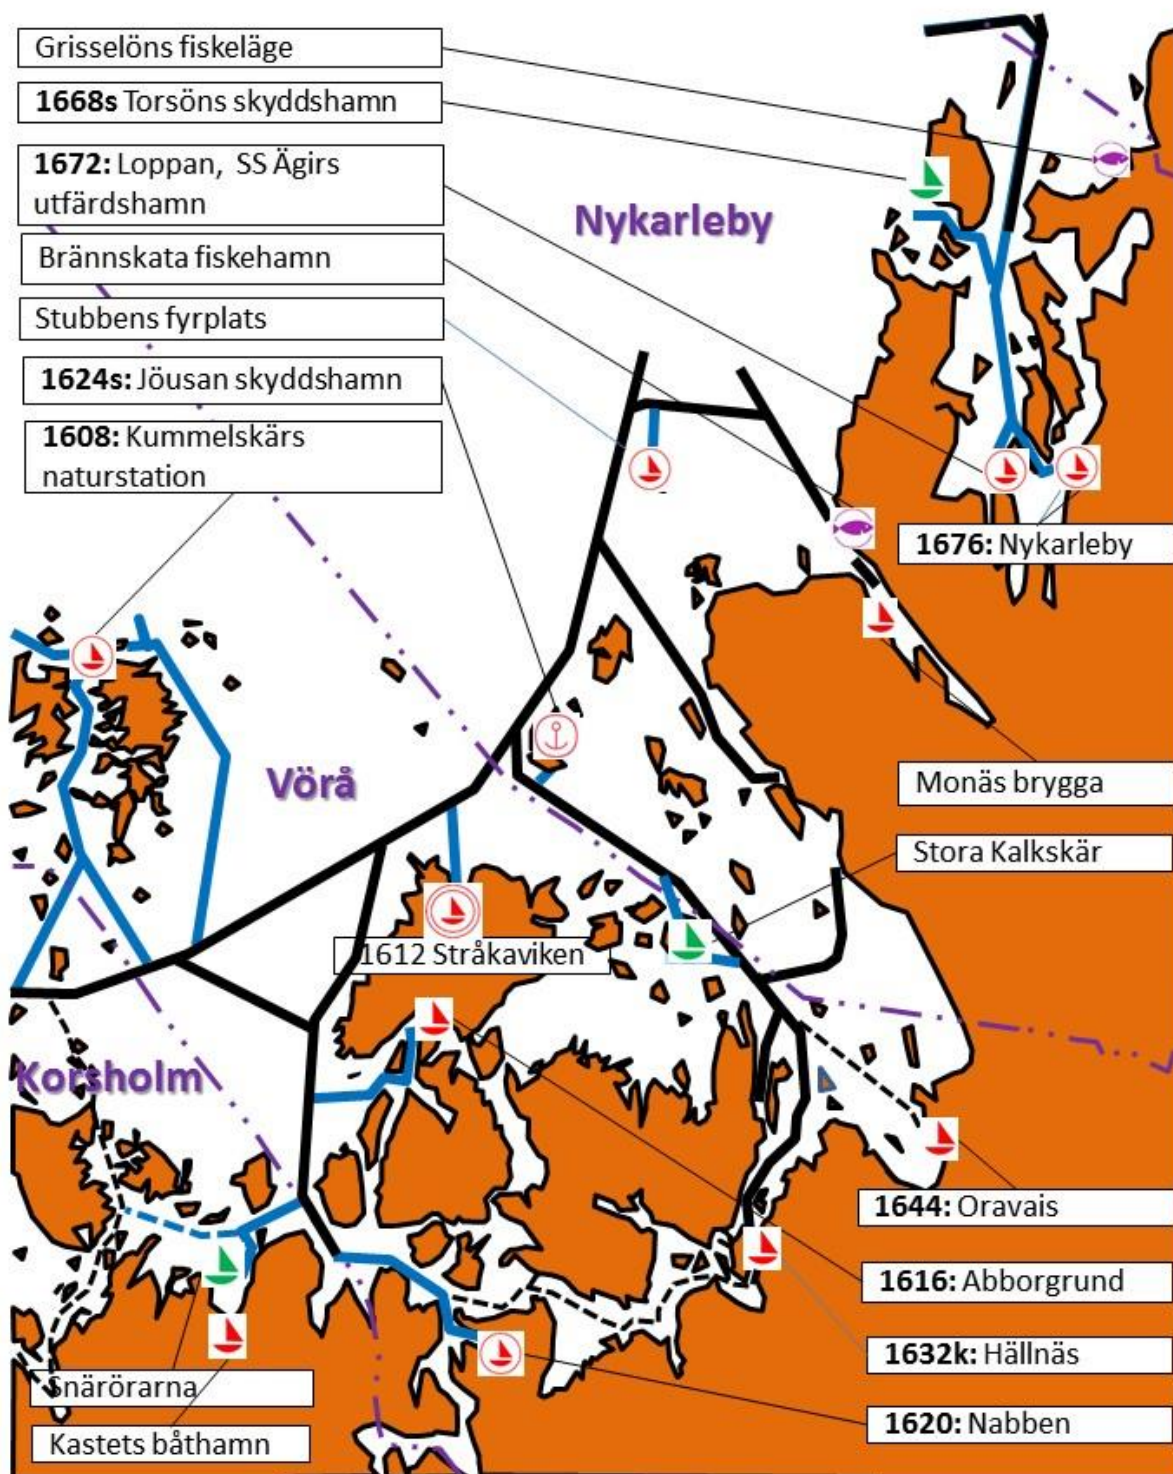 Grisselöns fiskeläge
1668s Torsöns skyddshamn
1672: Loppan, SS Ägirs
utfärdshamn
Nykarleby
Brännskata fiskehamn
Stubbens fyrplats
1624s: Jöusan skyddshamn
1608: Kummelskärs
naturstation
1676: Nykarleby
Vörå
Monäs brygga
Stora Kalkskär
1612 Stråkaviken
Korsholm
1644: Oravais
1616: Abborgrund
1632k: Hällnäs
Snärörarna
1620: Nabben
Kastets båthamn